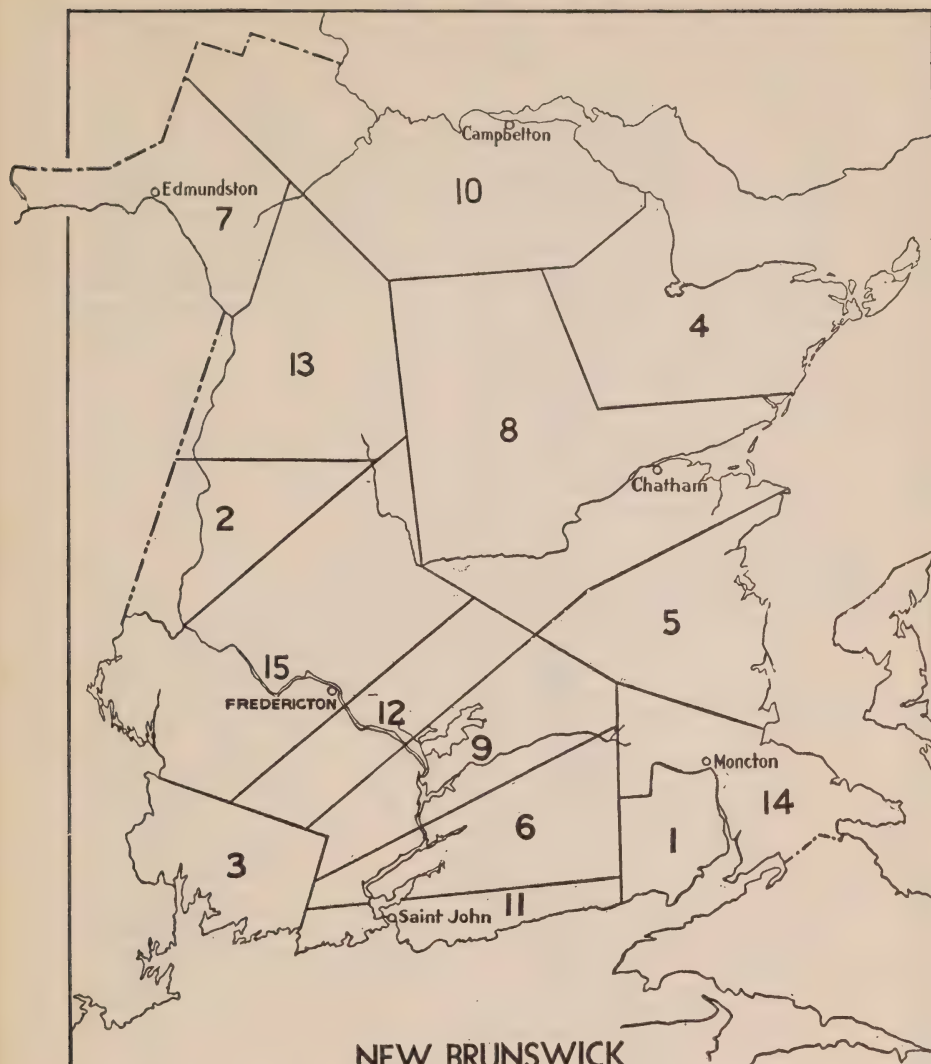 Campbelton
10
Edmundston
7
4
13
8
Chatham
2
5
15
FREDERICTON
12
9
Moncton
14
6
1
3
11
Saint John
NEW BRUNSWICK